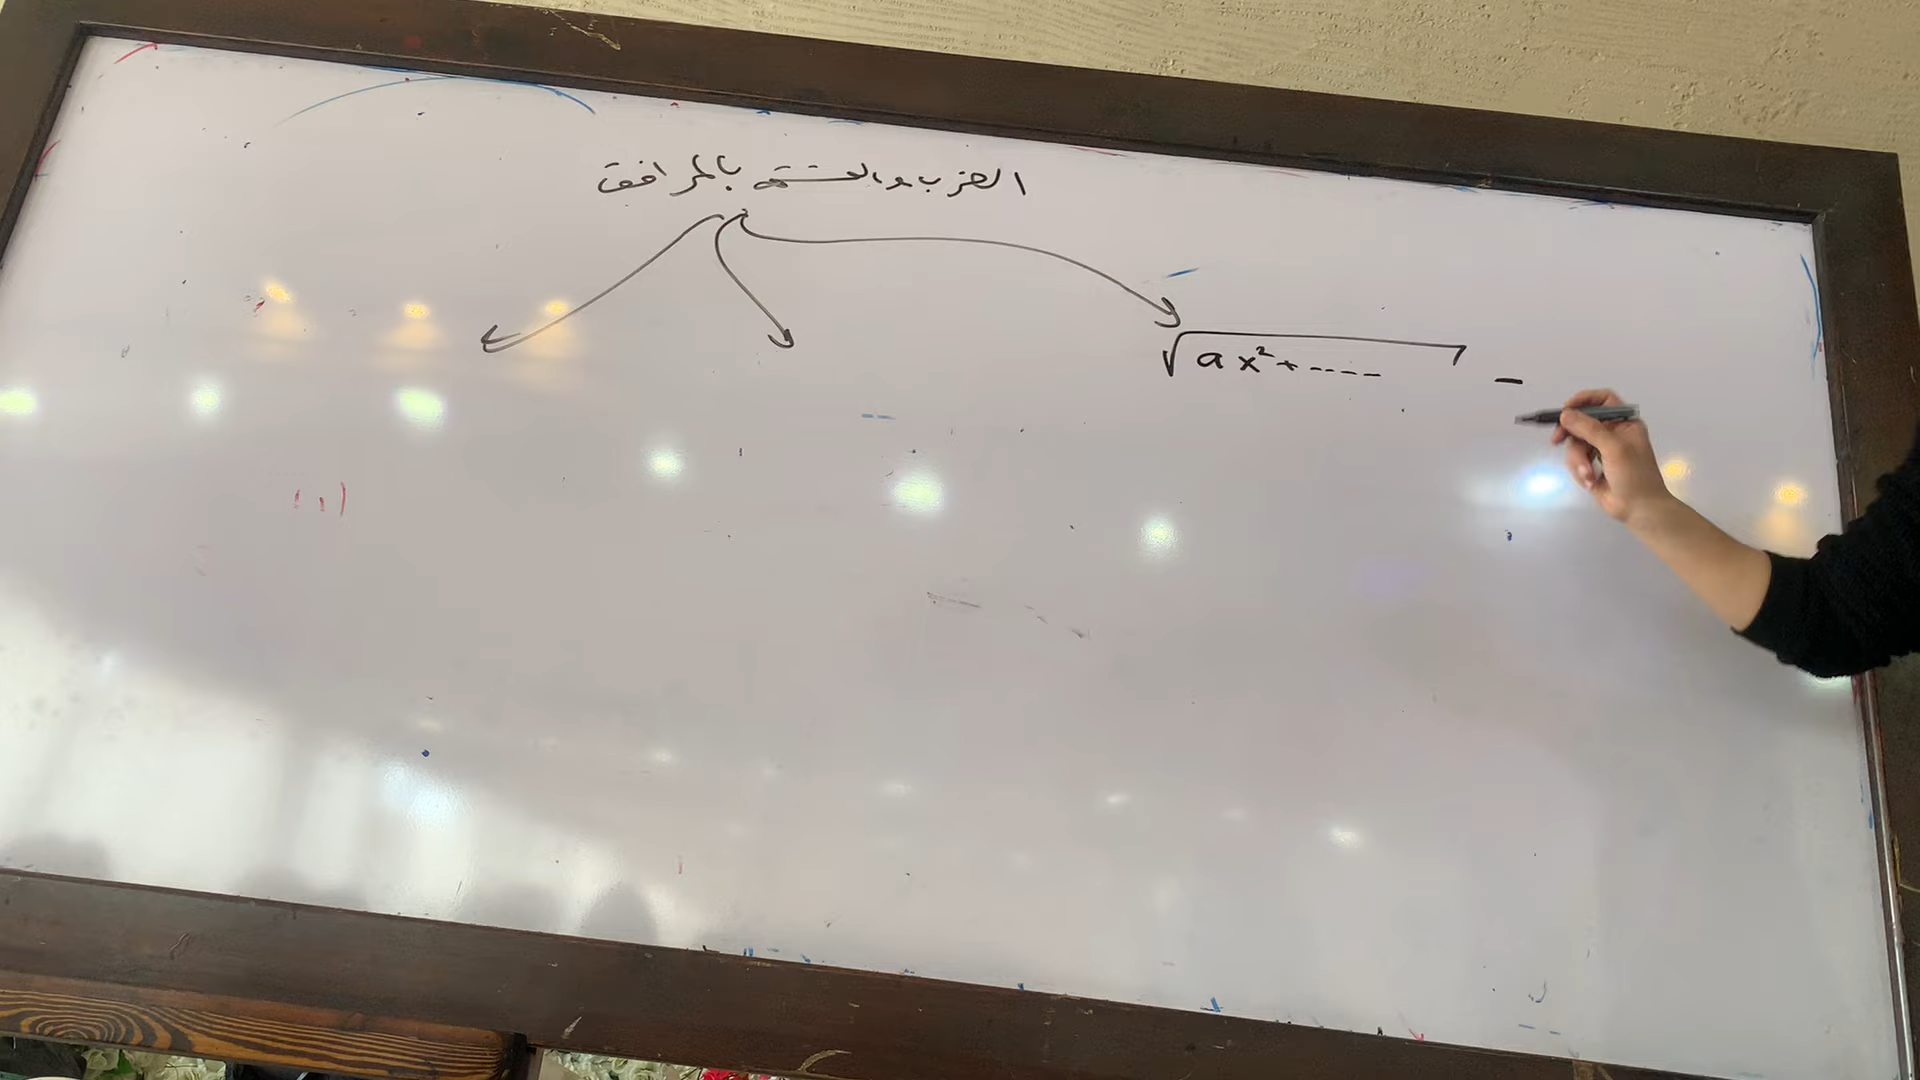 الضرب والقسمة بالمرافق
√ax²+---- -